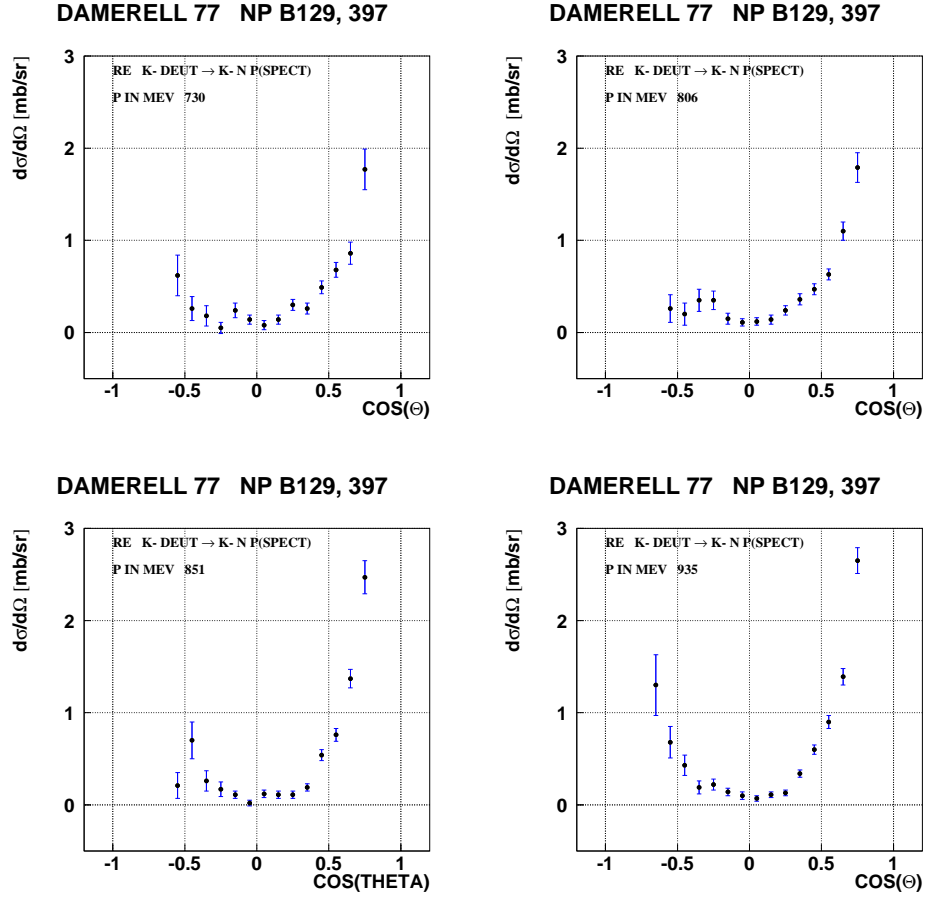 DAMERELL 77 NP B129, 397
dσ/dΩ [mb/sr]
RE K- DEUT → K- N P(SPECT)
P IN MEV 730
3
2
1
0
-1 -0.5 0 0.5 1
COS(Θ)
DAMERELL 77 NP B129, 397
dσ/dΩ [mb/sr]
RE K- DEUT → K- N P(SPECT)
P IN MEV 806
3
2
1
0
-1 -0.5 0 0.5 1
COS(Θ)
DAMERELL 77 NP B129, 397
dσ/dΩ [mb/sr]
RE K- DEUT → K- N P(SPECT)
P IN MEV 851
3
2
1
0
-1 -0.5 0 0.5 1
COS(THETA)
DAMERELL 77 NP B129, 397
dσ/dΩ [mb/sr]
RE K- DEUT → K- N P(SPECT)
P IN MEV 935
3
2
1
0
-1 -0.5 0 0.5 1
COS(Θ)